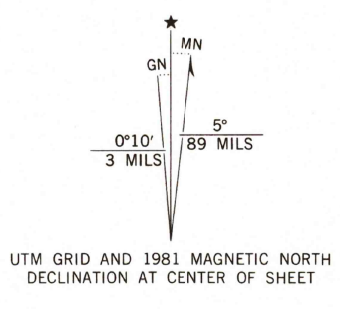 MN
GN
5°
0°10'
89 MILS
3 MILS
UTM GRID AND 1981 MAGNETIC NORTH
DECLINATION AT CENTER OF SHEET